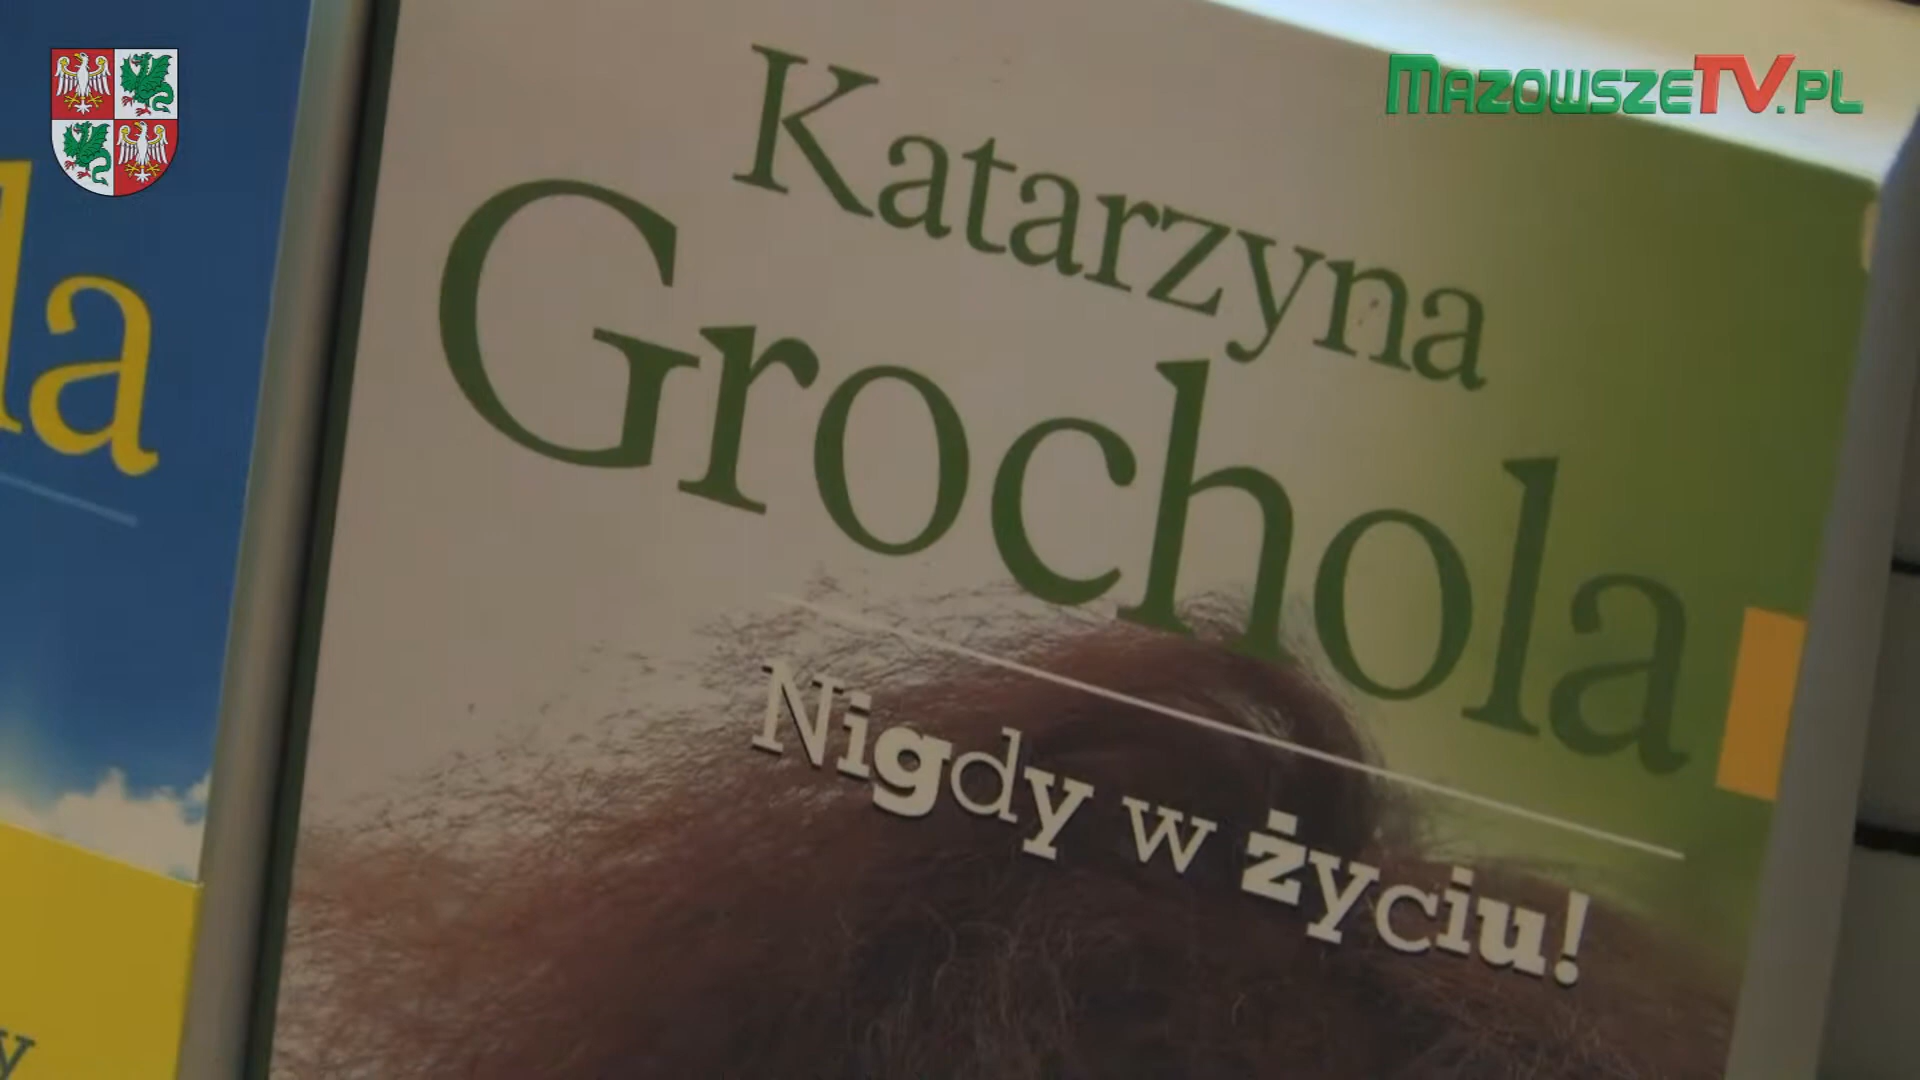 MAZOWSZETV.PL
Katarzyna
Grochola
Nigdy w życiu!
la
y